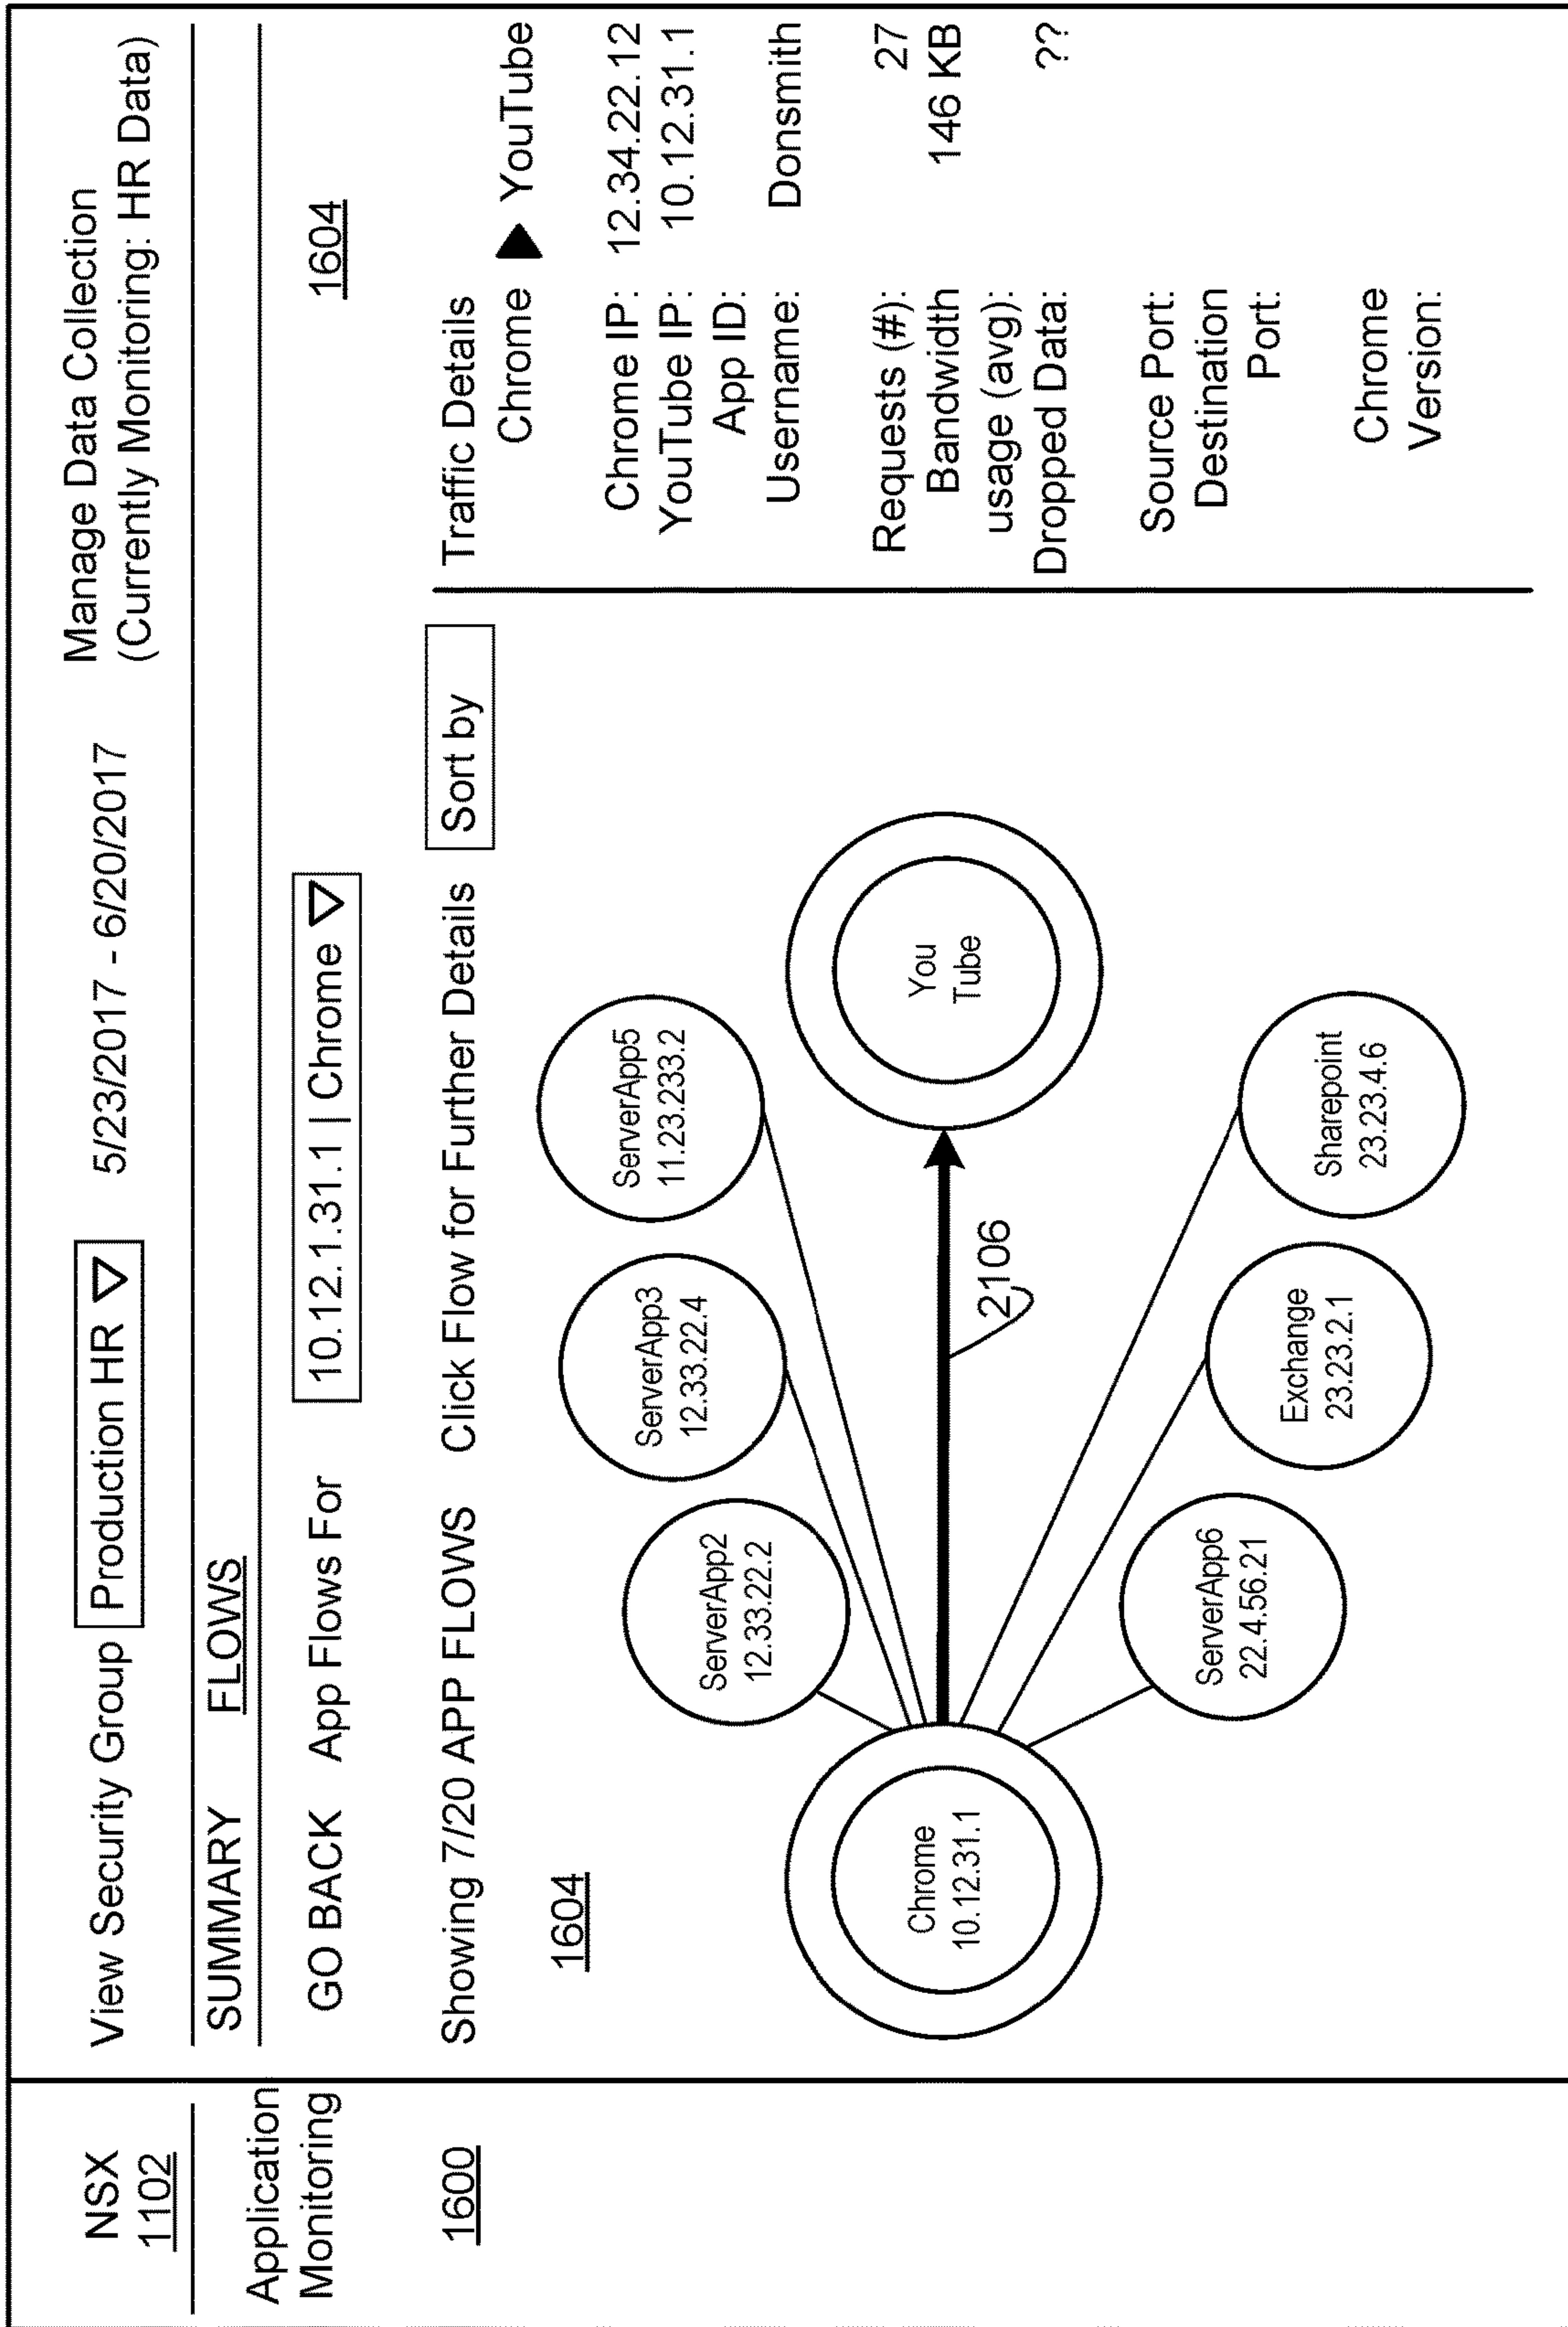 NSX
1102
Application
Monitoring
1600
View Security Group Production HR 5/23/2017 - 6/20/2017
Manage Data Collection
(Currently Monitoring: HR Data)
SUMMARY FLOWS
GO BACK App Flows For 10.12.1.31.1 | Chrome
1604
Showing 7/20 APP FLOWS Click Flow for Further Details Sort by
1604
Chrome
10.12.31.1
ServerApp2
12.33.22.2
ServerApp3
12.33.22.4
ServerApp5
11.23.233.2
You
Tube
2106
ServerApp6
22.4.56.21
Exchange
23.23.2.1
Sharepoint
23.23.4.6
Traffic Details
Chrome ▶ YouTube
Chrome IP: 12.34.22.12
YouTube IP: 10.12.31.1
App ID:
Username: Donsmith
Requests (#): 27
Bandwidth 146 KB
usage (avg):
Dropped Data: ??
Source Port:
Destination
Port:
Chrome
Version: